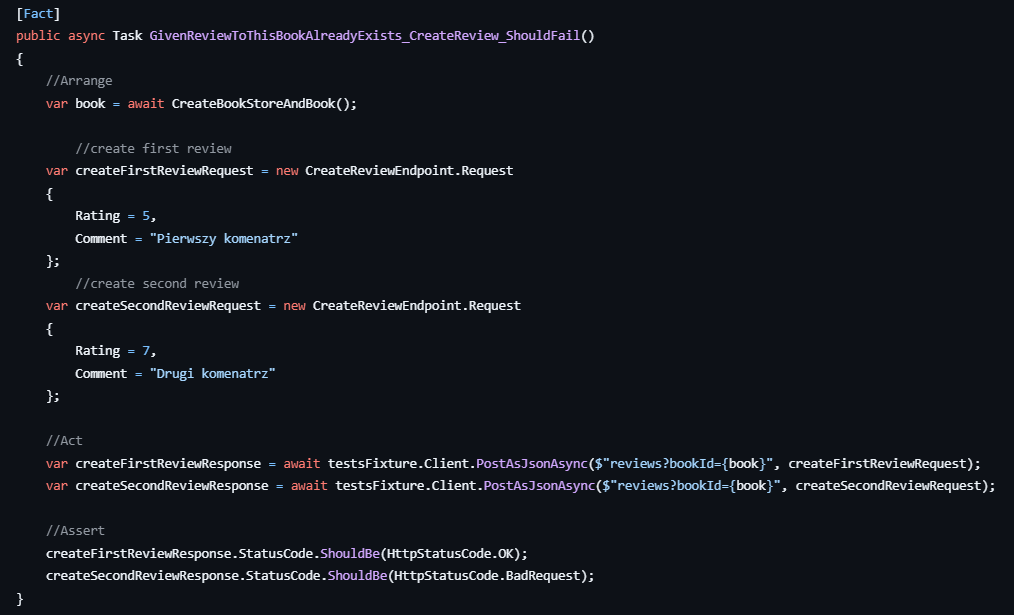 [Fact]
public async Task GivenReviewToThisBookAlreadyExists_CreateReview_ShouldFail()
{
    //Arrange
    var book = await CreateBookStoreAndBook();

        //create first review
    var createFirstReviewRequest = new CreateReviewEndpoint.Request
    {
        Rating = 5,
        Comment = "Pierwszy komenatrz"
    };
        //create second review
    var createSecondReviewRequest = new CreateReviewEndpoint.Request
    {
        Rating = 7,
        Comment = "Drugi komenatrz"
    };

    //Act
    var createFirstReviewResponse = await testsFixture.Client.PostAsJsonAsync($"reviews?bookId={book}", createFirstReviewRequest);
    var createSecondReviewResponse = await testsFixture.Client.PostAsJsonAsync($"reviews?bookId={book}", createSecondReviewRequest);

    //Assert
    createFirstReviewResponse.StatusCode.ShouldBe(HttpStatusCode.OK);
    createSecondReviewResponse.StatusCode.ShouldBe(HttpStatusCode.BadRequest);
}